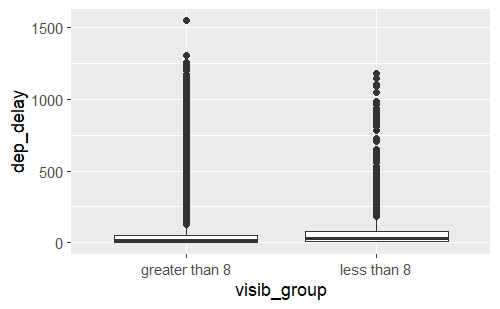 1500
1000
500
0
dep_delay
greater than 8
less than 8
visib_group